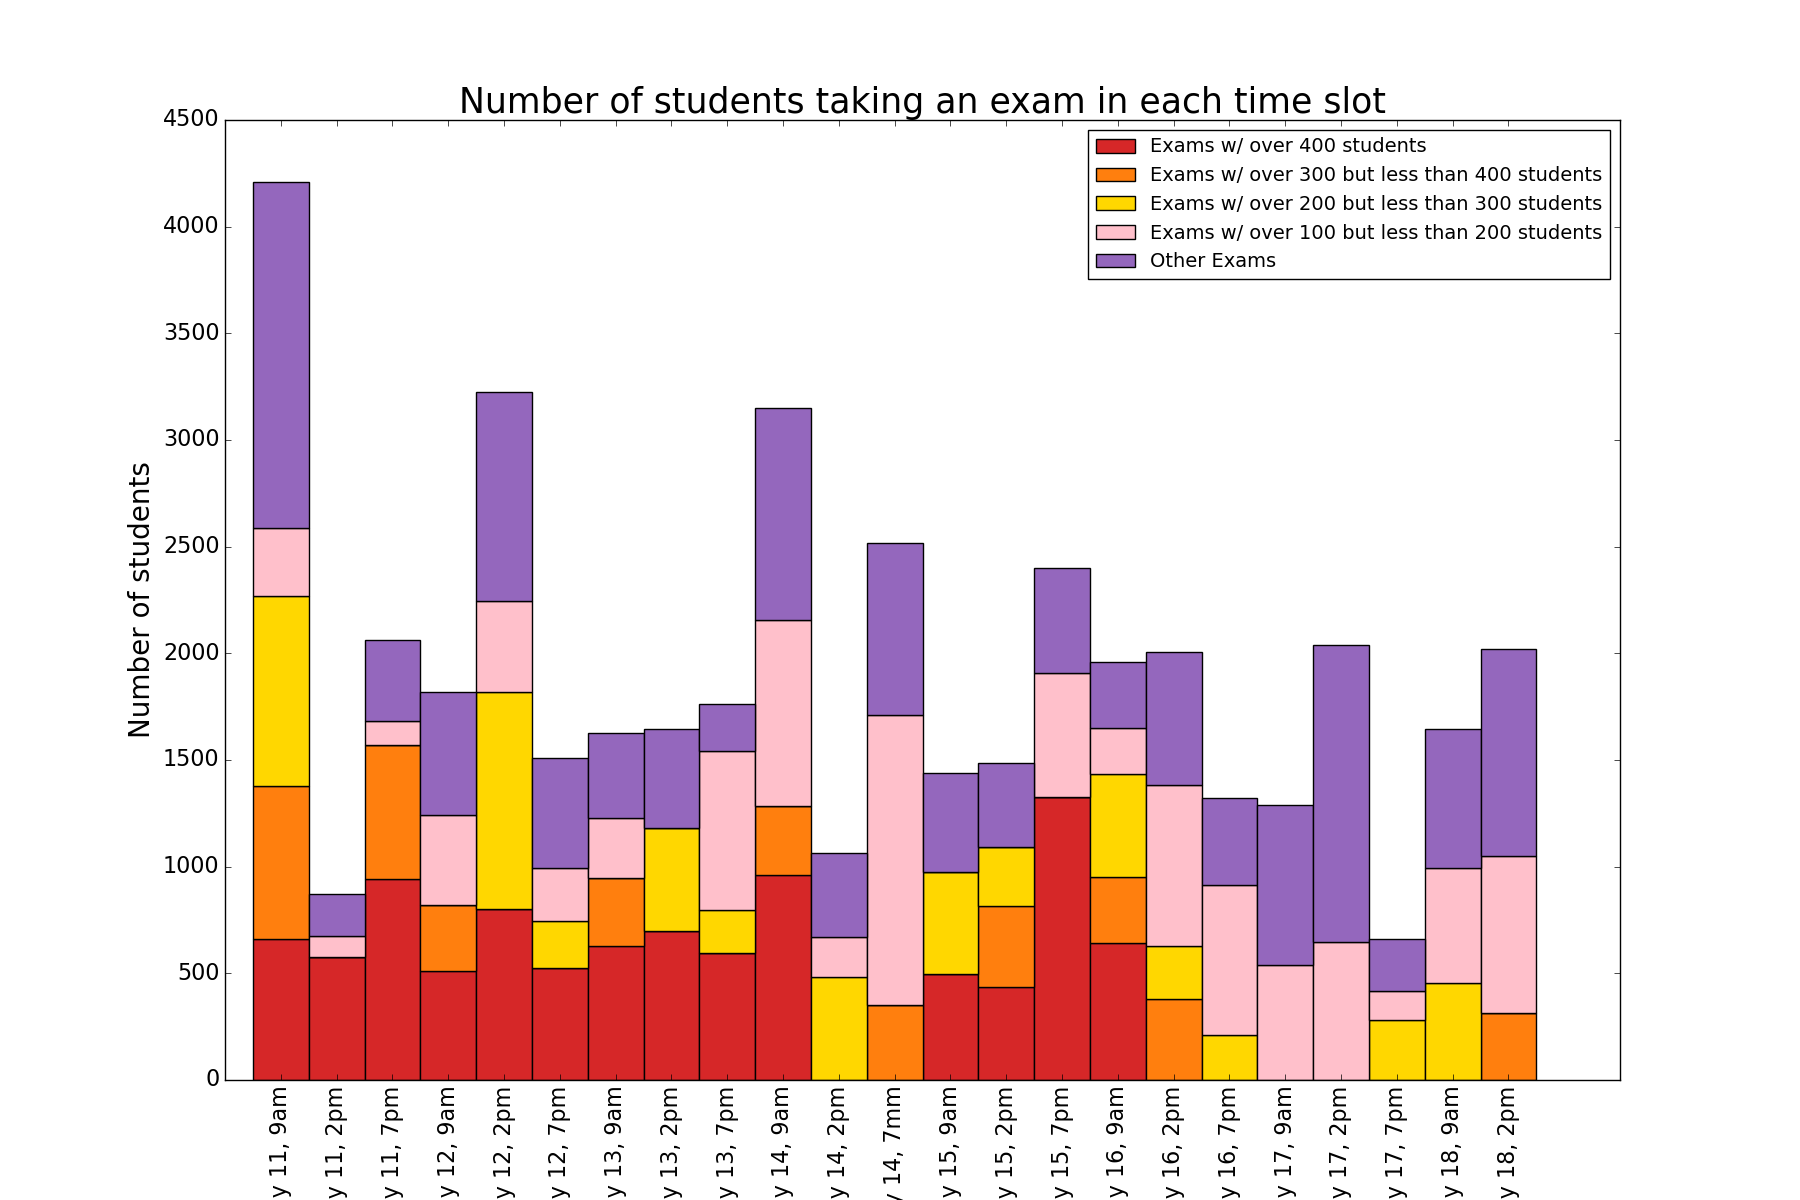 Number of students taking an exam in each time slot
Exams w/ over 400 students
Exams w/ over 300 but less than 400 students
Exams w/ over 200 but less than 300 students
Exams w/ over 100 but less than 200 students
Other Exams
Number of students
4500
4000
3500
3000
2500
2000
1500
1000
500
0
y 11, 9am
y 11, 2pm
y 11, 7pm
y 12, 9am
y 12, 2pm
y 12, 7pm
y 13, 9am
y 13, 2pm
y 13, 7pm
y 14, 9am
y 14, 2pm
y 14, 7mm
y 15, 9am
y 15, 2pm
y 15, 7pm
y 16, 9am
y 16, 2pm
y 16, 7pm
y 17, 9am
y 17, 2pm
y 17, 7pm
y 18, 9am
y 18, 2pm